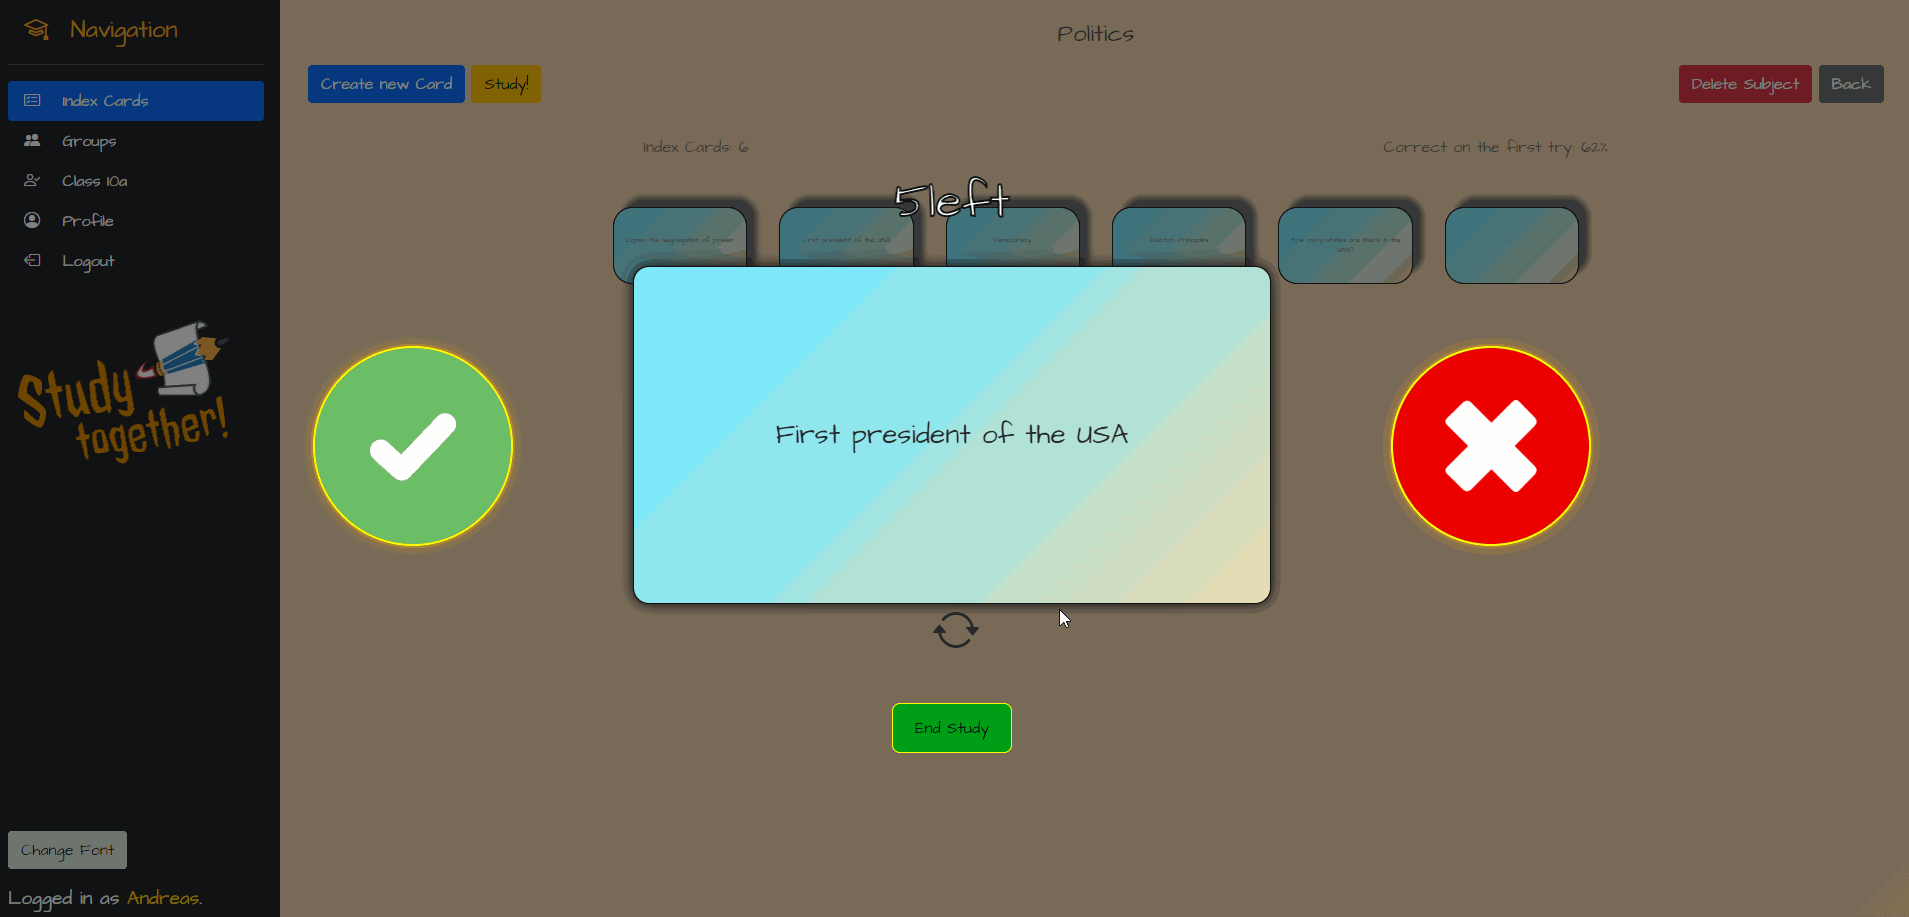 Navigation
Index Cards
Groups
Class 10a
Profile
Logout
Study together!
Change Font
Logged in as Andreas.
Politics
Create new Card
Study!
Delete Subject
Back
Index Cards: 6
Correct on the first try: 62%
5 left
Explain the segregation of power
First president of the USA
Democracy
Election Principles
How many states are there in the
USA?
First president of the USA
End Study